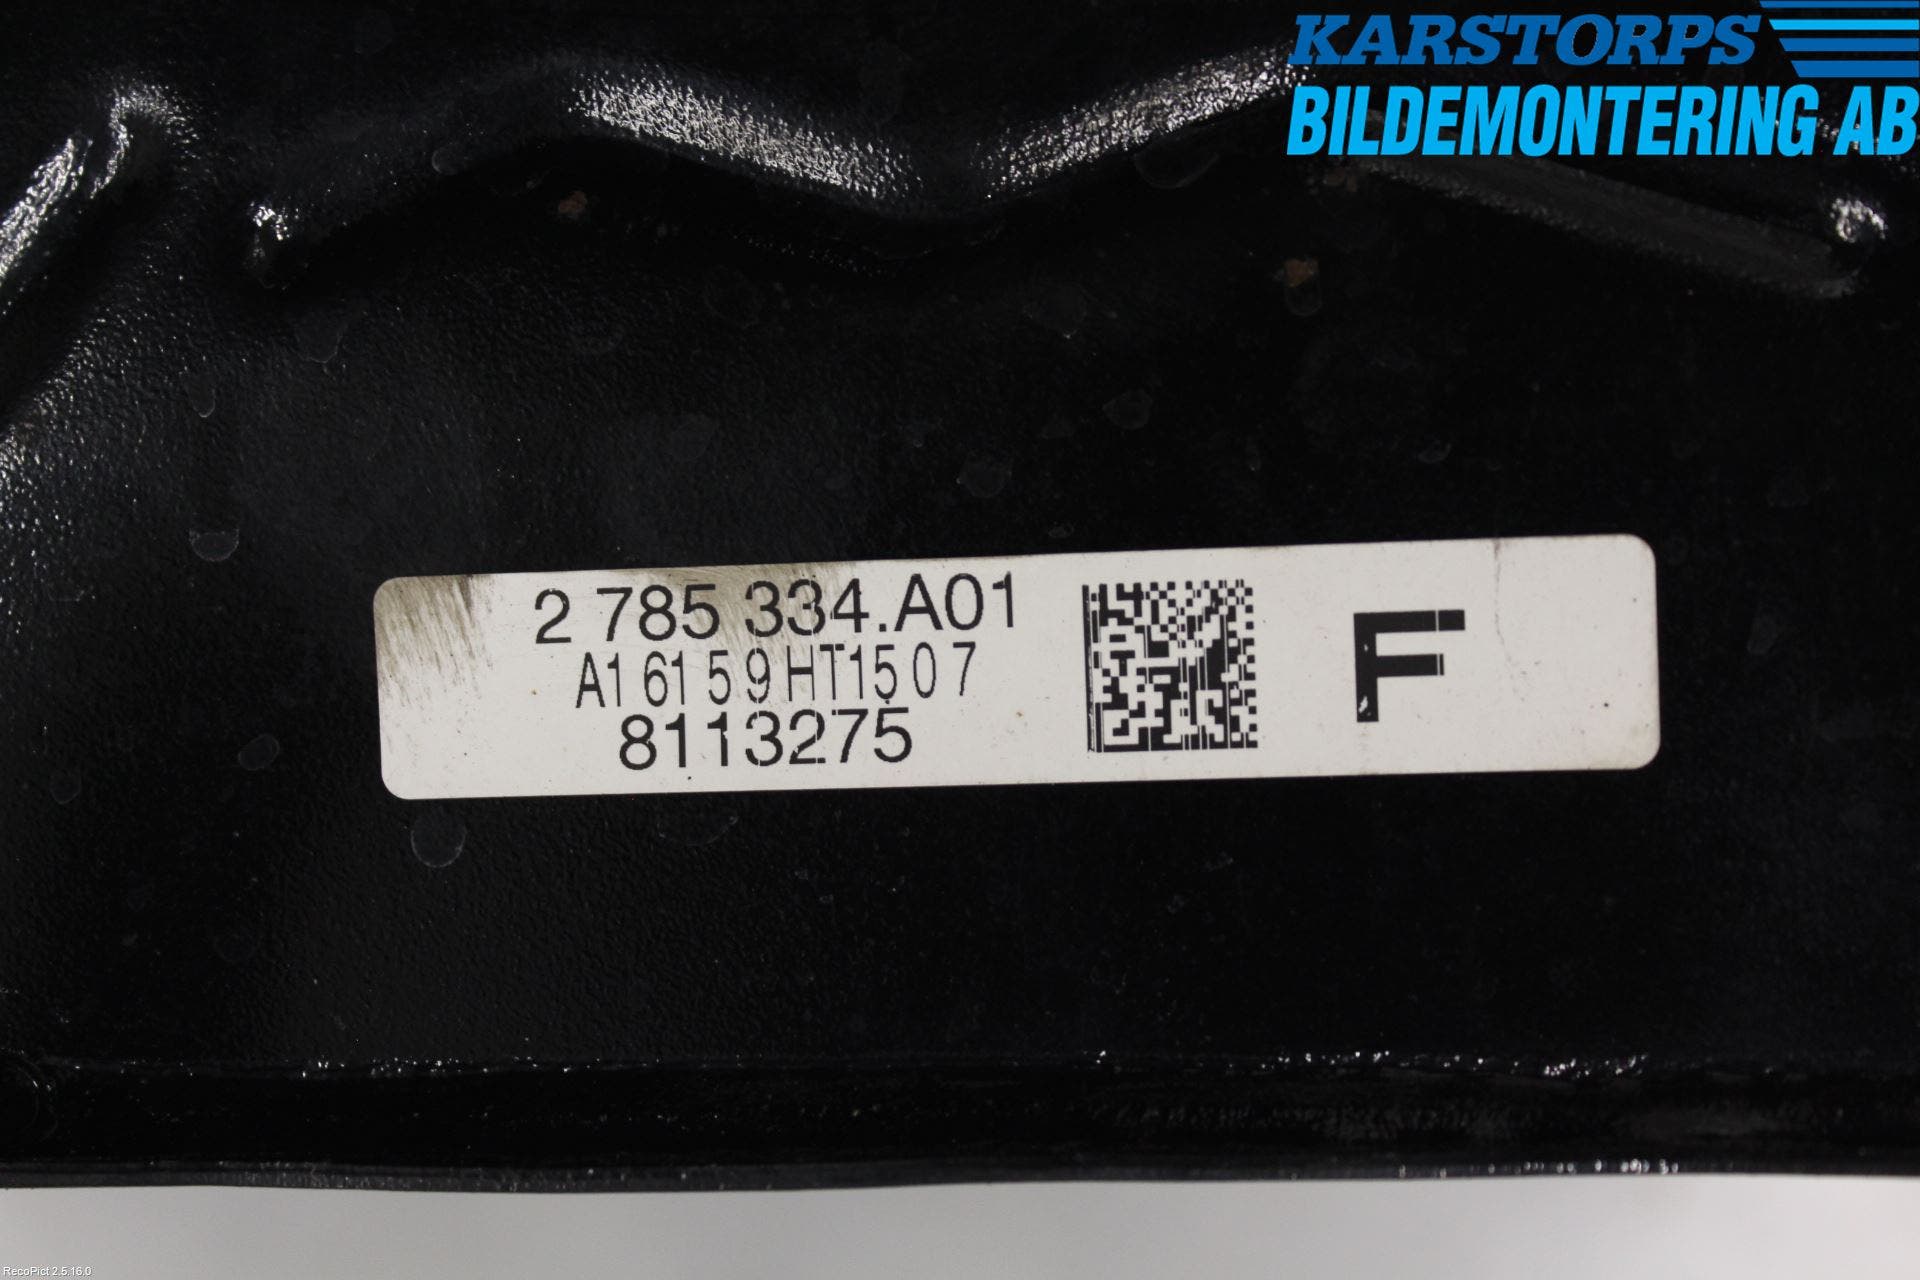 KARSTORPS
BILDEMONTERING AB
2 785 334.A01
A16159HT1507
8113275
F
RecoPict 2.5.16.0